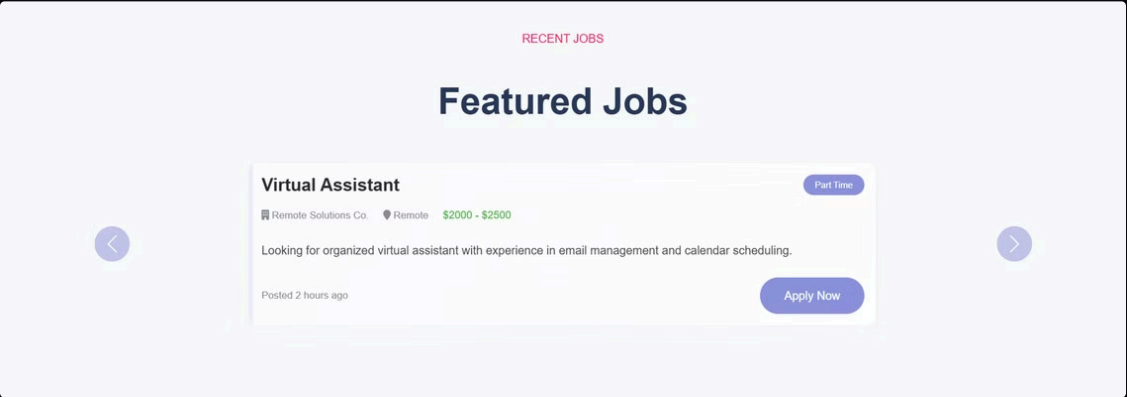 RECENT JOBS
Featured Jobs
Virtual Assistant
Part Time
Remote Solutions Co. Remote $2000 - $2500
Looking for organized virtual assistant with experience in email management and calendar scheduling.
Posted 2 hours ago
Apply Now